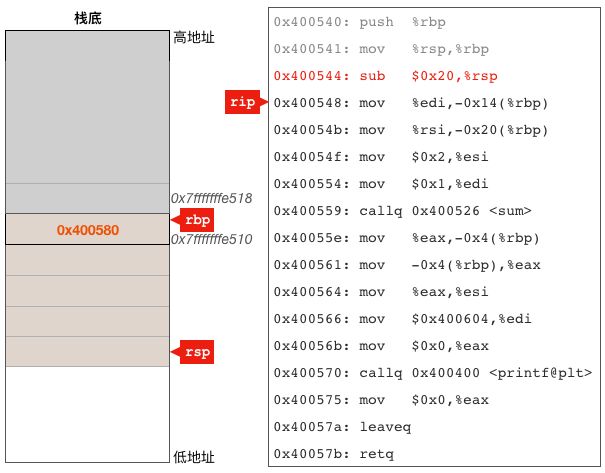 栈底
高地址
0x7fffffffe518
rbp
0x400580
0x7fffffffe510
rsp
低地址
rip
0x400540: push %rbp
0x400541: mov %rsp,%rbp
0x400544: sub $0x20,%rsp
0x400548: mov %edi,-0x14(%rbp)
0x40054b: mov %rsi,-0x20(%rbp)
0x40054f: mov $0x2,%esi
0x400554: mov $0x1,%edi
0x400559: callq 0x400526 <sum>
0x40055e: mov %eax,-0x4(%rbp)
0x400561: mov -0x4(%rbp),%eax
0x400564: mov %eax,%esi
0x400566: mov $0x400604,%edi
0x40056b: mov $0x0,%eax
0x400570: callq 0x400400 <printf@plt>
0x400575: mov $0x0,%eax
0x40057a: leaveq
0x40057b: retq